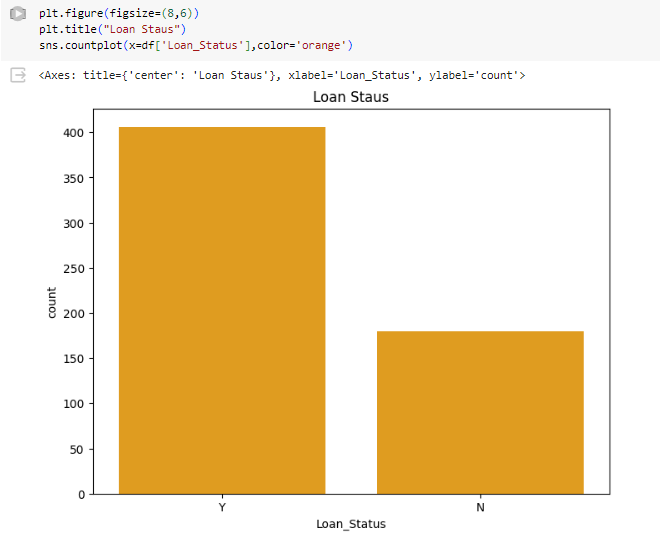 plt.figure(figsize=(8,6))
plt.title("Loan Staus")
sns.countplot(x=df['Loan_Status'],color='orange')
<Axes: title={'center': 'Loan Staus'}, xlabel='Loan_Status', ylabel='count'>
Loan Staus
400
350
300
250
200
150
100
50
0
count
Y
N
Loan_Status